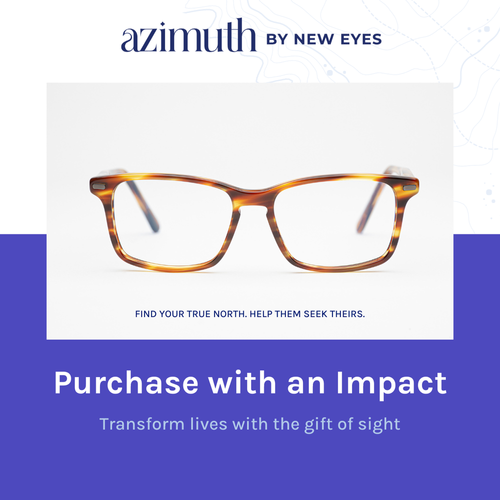 azimuth BY NEW EYES
FIND YOUR TRUE NORTH. HELP THEM SEEK THEIRS.
Purchase with an Impact
Transform lives with the gift of sight